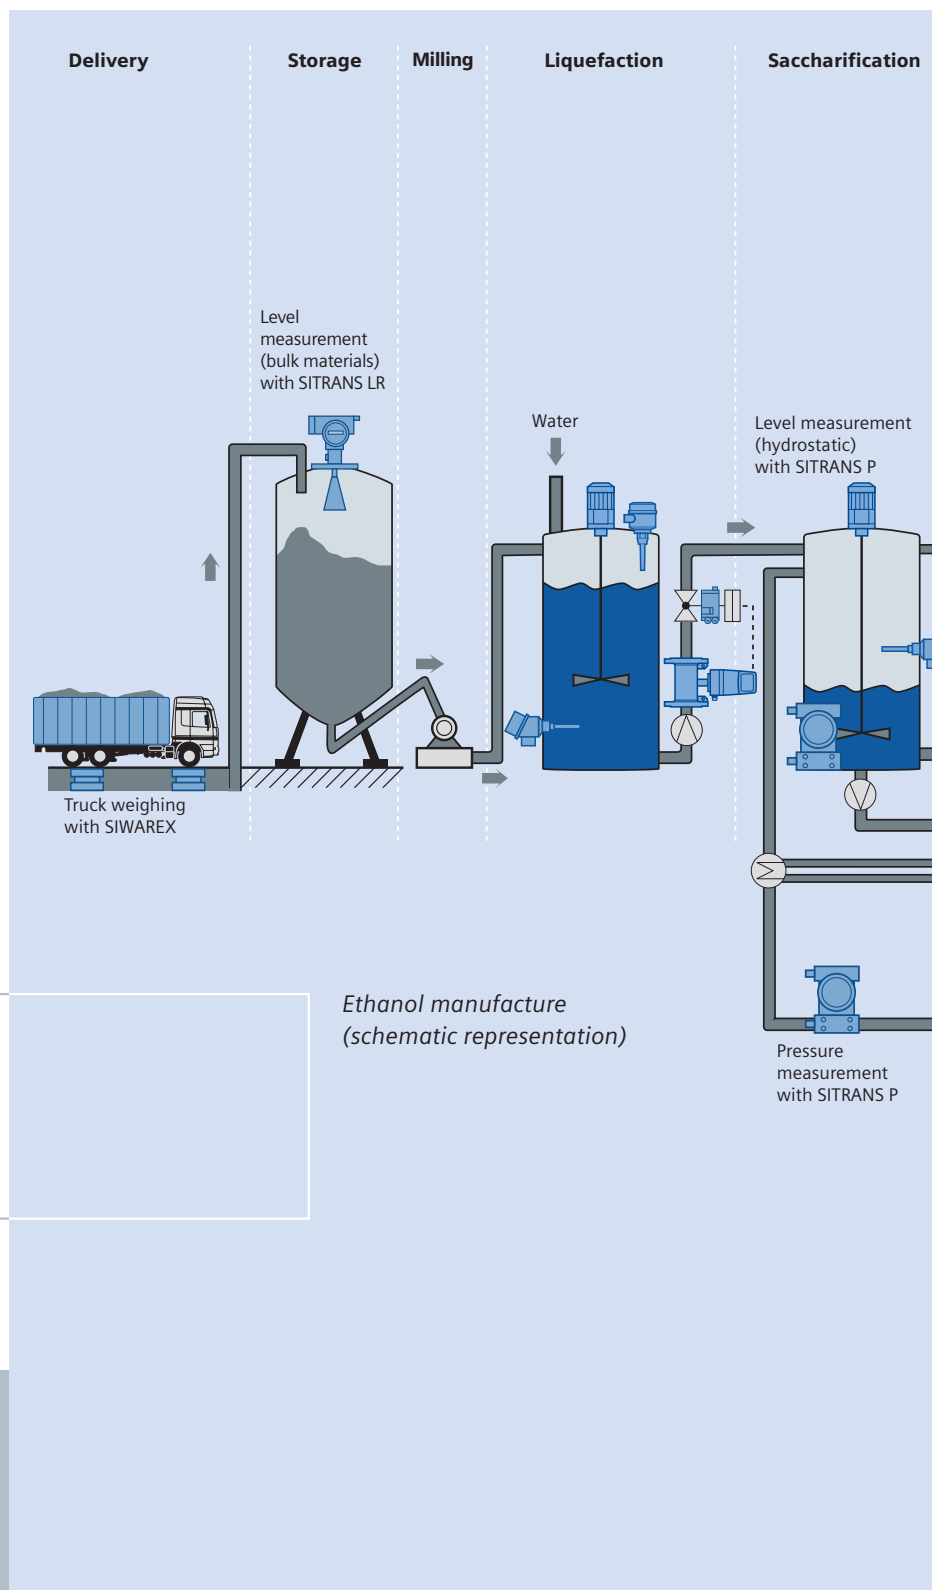 Delivery
Storage
Milling
Liquefaction
Saccharification
Level
measurement
(bulk materials)
with SITRANS LR
Water
Level measurement
(hydrostatic)
with SITRANS P
Truck weighing
with SIWAREX
Ethanol manufacture
(schematic representation)
Pressure
measurement
with SITRANS P